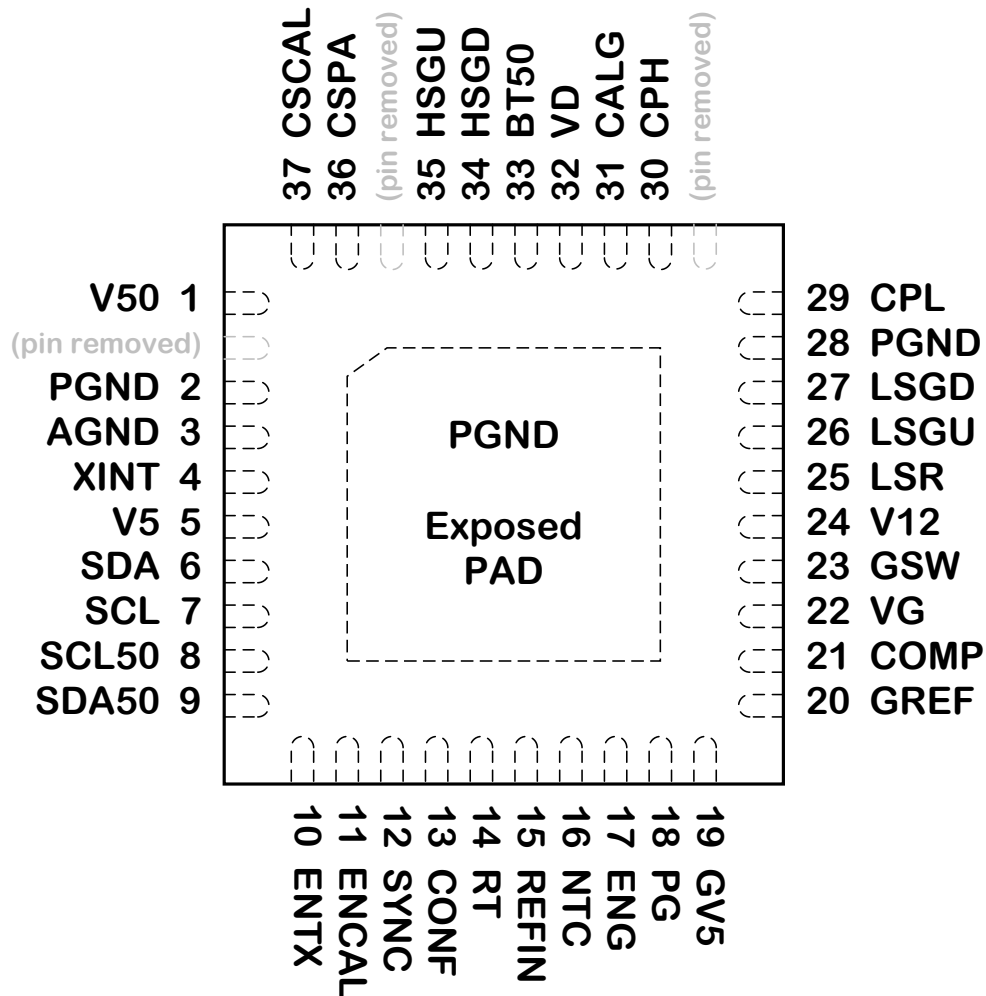 37 CSCAL
36 CSPA
(pin removed)
35 HSGU
34 HSGD
33 BT50
32 VD
31 CALG
30 CPH
(pin removed)
V50 1
(pin removed)
PGND 2
AGND 3
XINT 4
V5 5
SDA 6
SCL 7
SCL50 8
SDA50 9
PGND
Exposed
PAD
29 CPL
28 PGND
27 LSGD
26 LSGU
25 LSR
24 V12
23 GSW
22 VG
21 COMP
20 GREF
10 ENTX
11 ENCAL
12 SYNC
13 CONF
14 RT
15 REFIN
16 NTC
17 ENG
18 PG
19 GV5